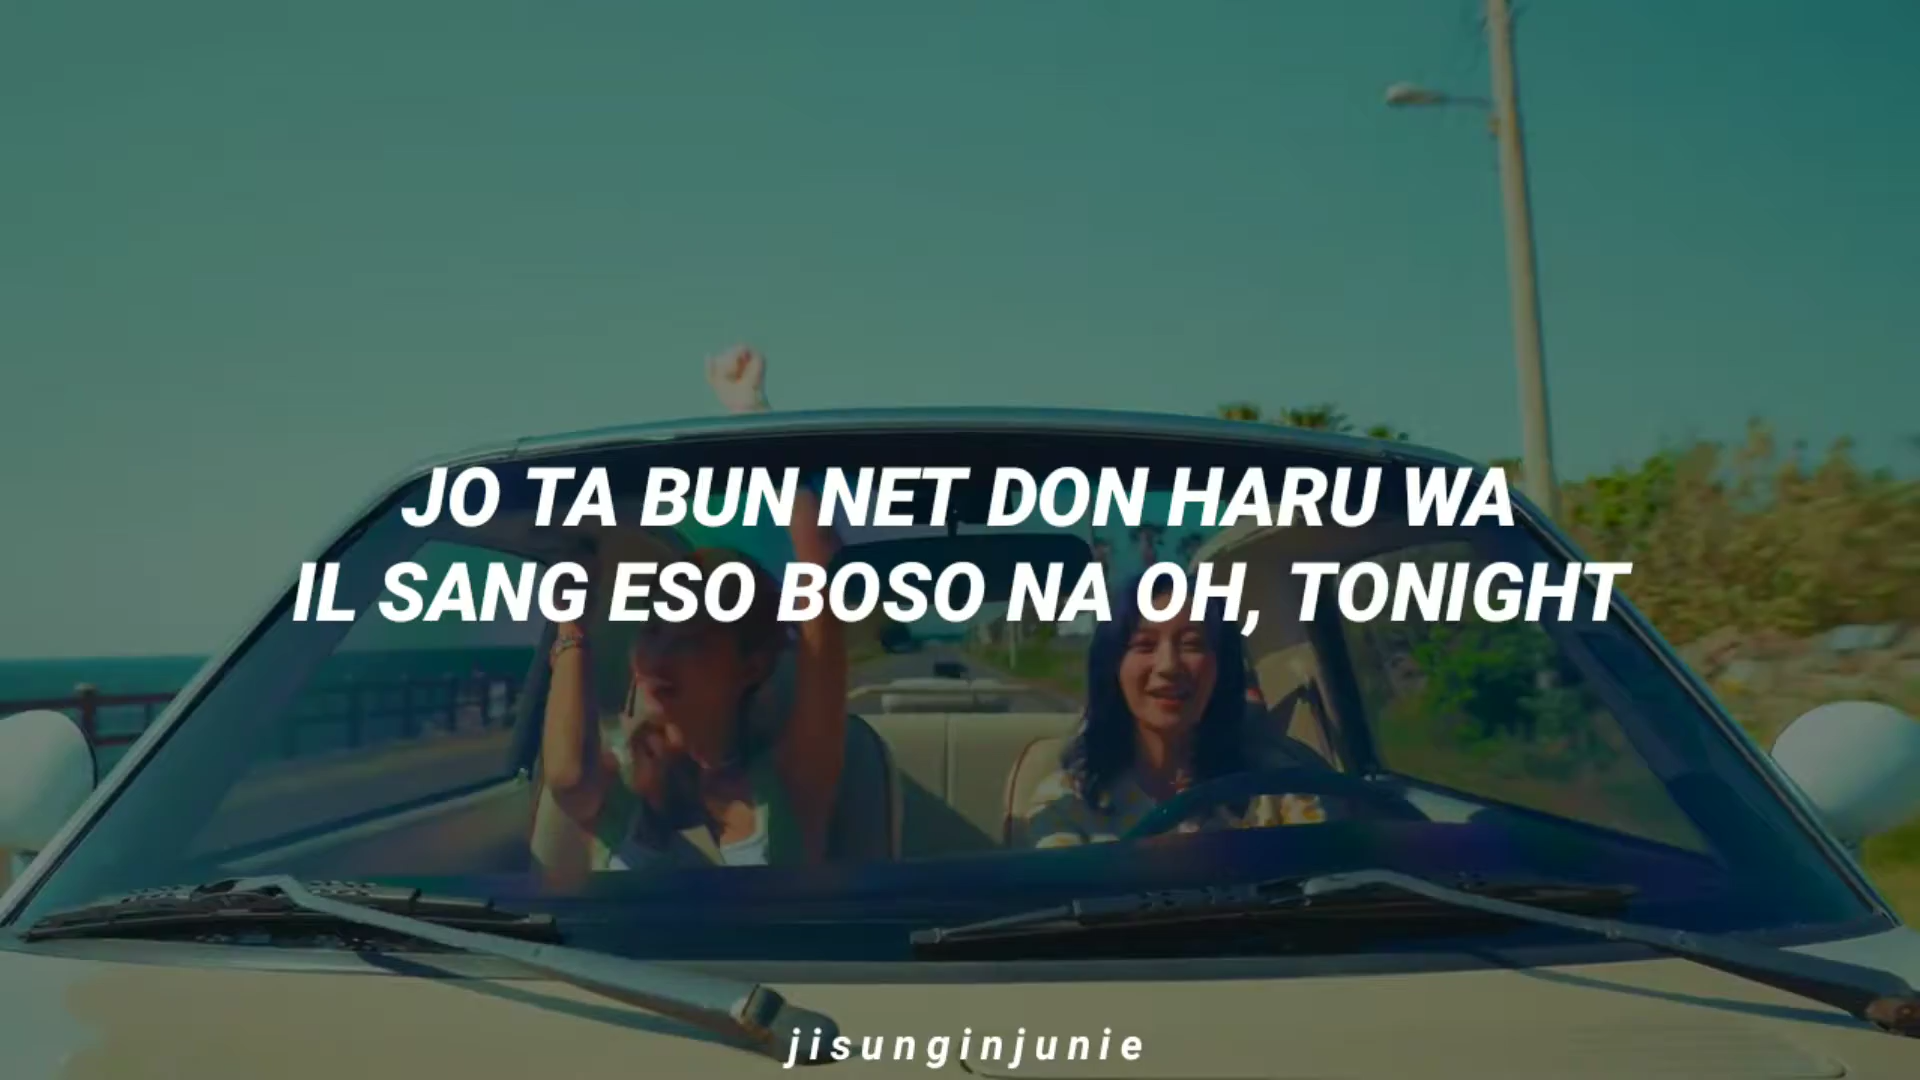 JO TA BUN NET DON HARU WA
IL SANG ESO BOSO NA OH, TONIGHT
jisunginjunie